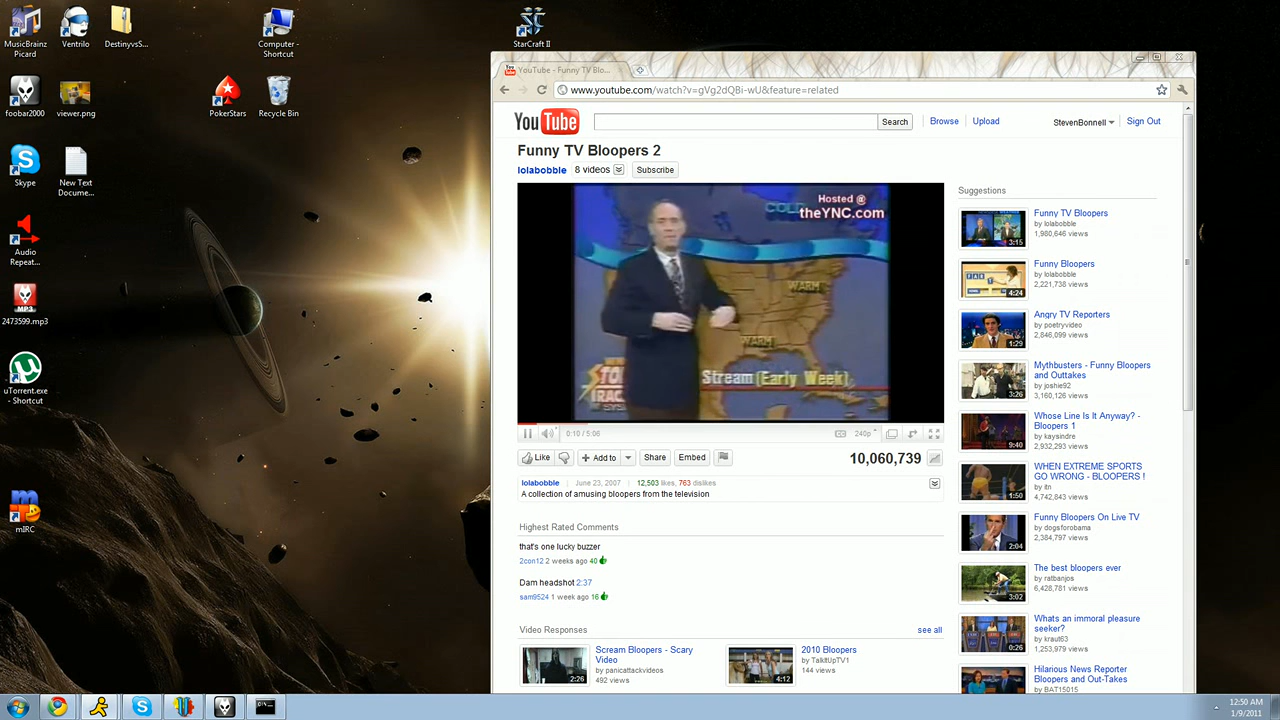 MusicBrainz
Picard
Ventrilo
DestinyvsS...
Computer -
Shortcut
StarCraft II
foobar2000
viewer.png
PokerStars
Recycle Bin
Skype
New Text
Docume...
Audio
Repeat...
MP3
2473599.mp3
uTorrent.exe
- Shortcut
mIRC
YouTube - Funny TV Blo...
www.youtube.com/watch?v=gVg2dQBi-wU&feature=related
YouTube
Search
Browse
Upload
StevenBonnell
Sign Out
Funny TV Bloopers 2
lolabobble
8 videos
Subscribe
Hosted @
theYNC.com
WARM
WARM
Stream
0:10 / 5:06
CC
240p
Like
Add to
Share
Embed
10,060,739
lolabobble
June 23, 2007
12,503 likes, 763 dislikes
A collection of amusing bloopers from the television
Highest Rated Comments
that's one lucky buzzer
2con12 2 weeks ago 40
Dam headshot 2:37
sam9524 1 week ago 16
Video Responses
see all
2:26
Scream Bloopers - Scary
Video
by panicattackvideos
492 views
4:12
2010 Bloopers
by TalkItUpTV1
144 views
Suggestions
3:15
Funny TV Bloopers
by lolabobble
1,980,646 views
4:24
Funny Bloopers
by lolabobble
2,221,738 views
1:29
Angry TV Reporters
by poetryvideo
2,846,099 views
3:26
Mythbusters - Funny Bloopers
and Outtakes
by joshie92
3,160,126 views
9:40
Whose Line Is It Anyway? -
Bloopers 1
by kaysindre
2,932,293 views
1:50
WHEN EXTREME SPORTS
GO WRONG - BLOOPERS !
by itn
4,742,843 views
2:04
Funny Bloopers On Live TV
by dogsforobama
2,384,797 views
3:02
The best bloopers ever
by ratbanjos
6,428,781 views
0:26
Whats an immoral pleasure
seeker?
by kraut63
1,253,979 views
Hilarious News Reporter
Bloopers and Out-Takes
by BAT15015
12:50 AM
1/9/2011